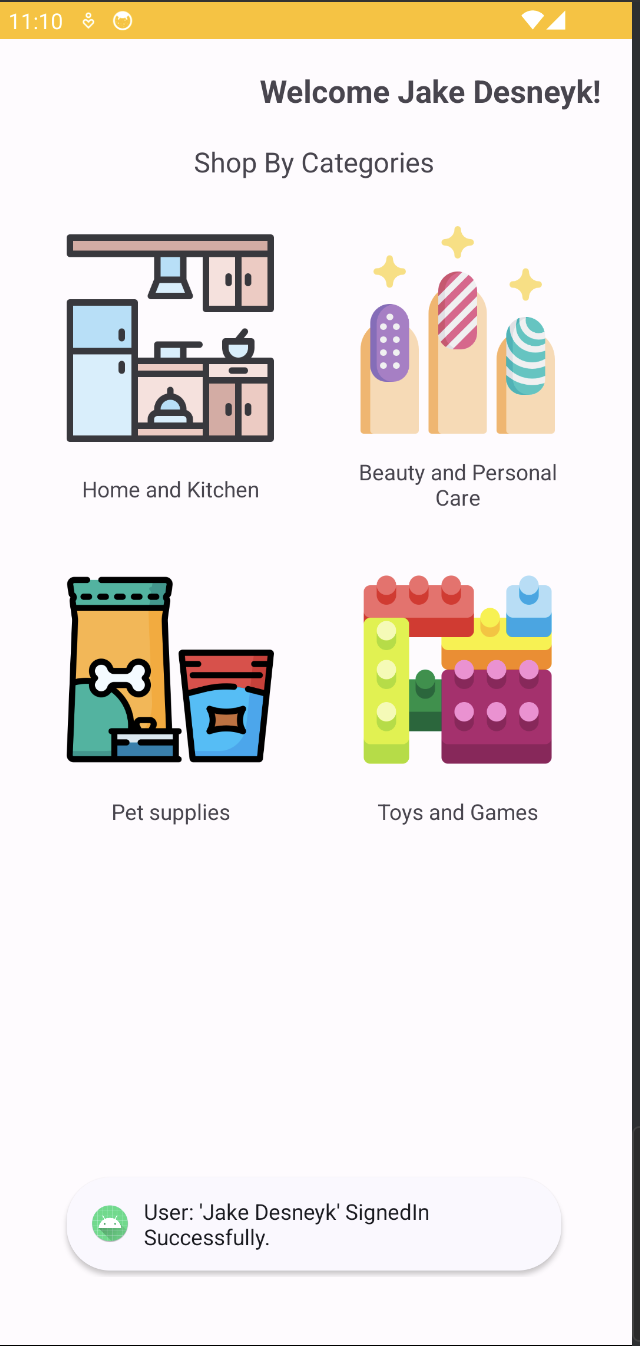 11:10
Welcome Jake Desneyk!
Shop By Categories
Home and Kitchen
Beauty and Personal
Care
Pet supplies
Toys and Games
User: 'Jake Desneyk' SignedIn
Successfully.